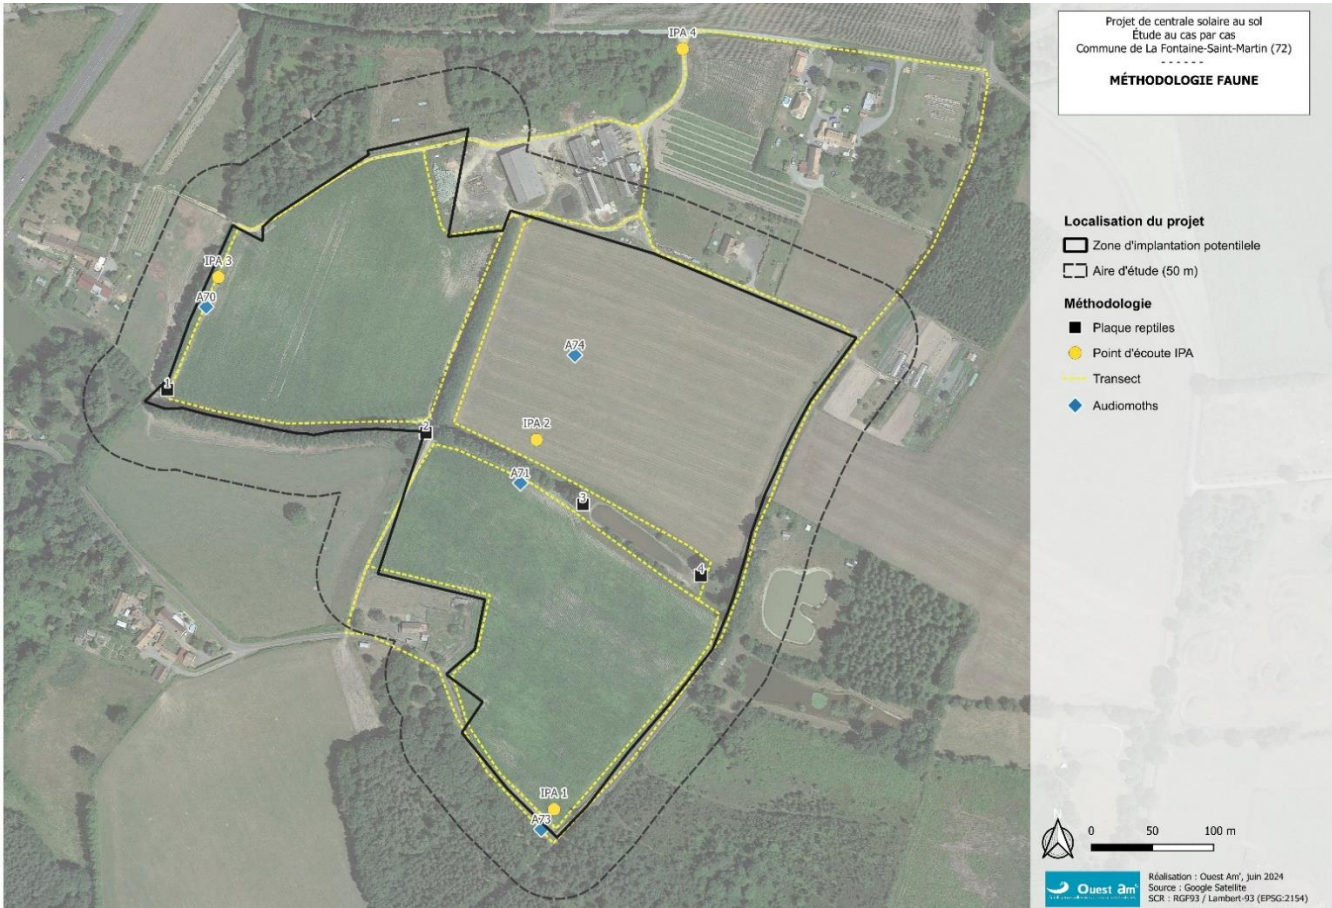 Projet de centrale solaire au sol
Étude au cas par cas
Commune de La Fontaine-Saint-Martin (72)
- - - - - -
MÉTHODOLOGIE FAUNE
IPA 4
IPA 3
A70
1
A74
2
IPA 2
A71
3
4
IPA 1
A73
Localisation du projet
Zone d'implantation potentilele
Aire d'étude (50 m)
Méthodologie
Plaque reptiles
Point d'écoute IPA
Transect
Audiomoths
0 50 100 m
Ouest Am'
Réalisation : Ouest Am', juin 2024
Source : Google Satellite
SCR : RGF93 / Lambert-93 (EPSG:2154)